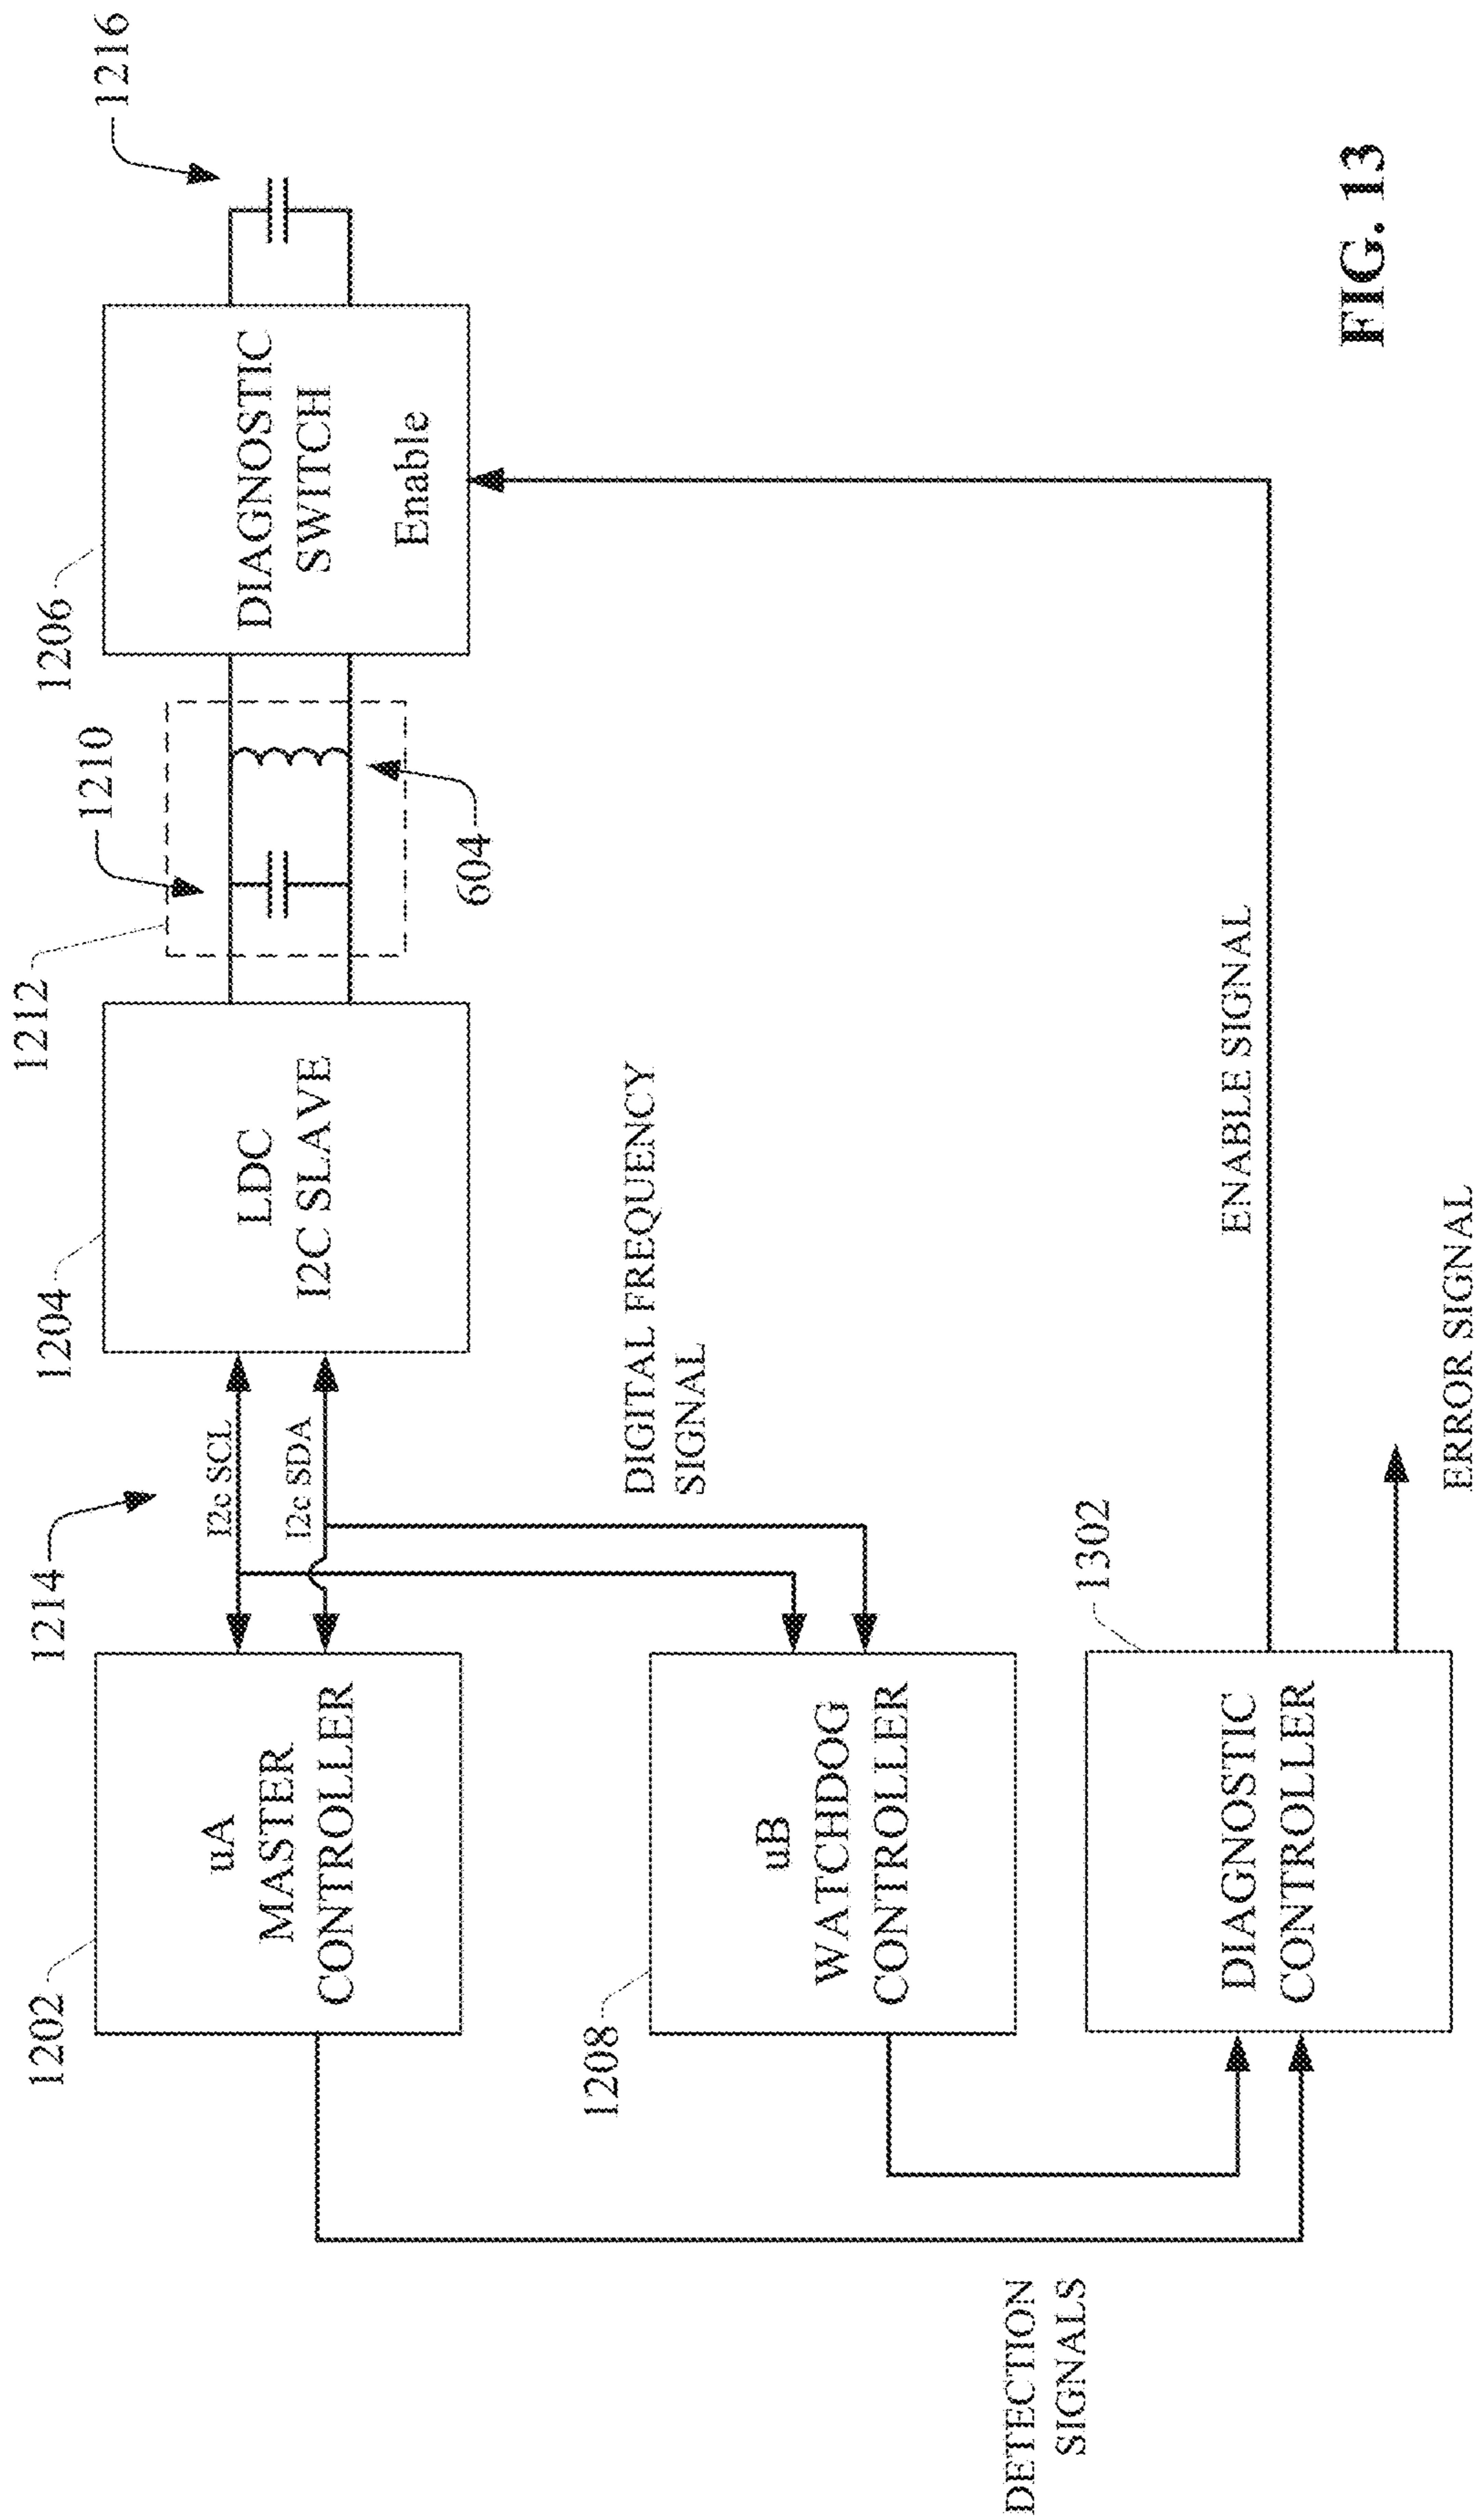 1214
1212
1210
1216
1202
1204
1206
uA
MASTER
CONTROLLER
I2c SCL
I2c SDA
LDC
I2C SLAVE
DIAGNOSTIC
SWITCH
Enable
604
1208
uB
WATCHDOG
CONTROLLER
DIGITAL FREQUENCY
SIGNAL
1302
DETECTION
SIGNALS
DIAGNOSTIC
CONTROLLER
ENABLE SIGNAL
ERROR SIGNAL
FIG. 13